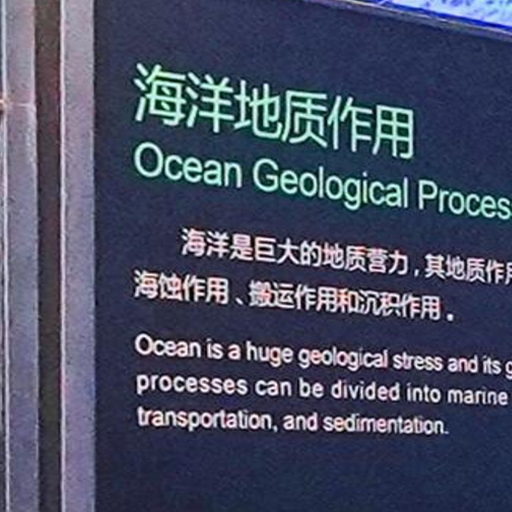 海洋地质作用
Ocean Geological Proces
海洋是巨大的地质营力，其地质作用
海蚀作用、搬运作用和沉积作用。
Ocean is a huge geological stress and its g
processes can be divided into marine
transportation, and sedimentation.